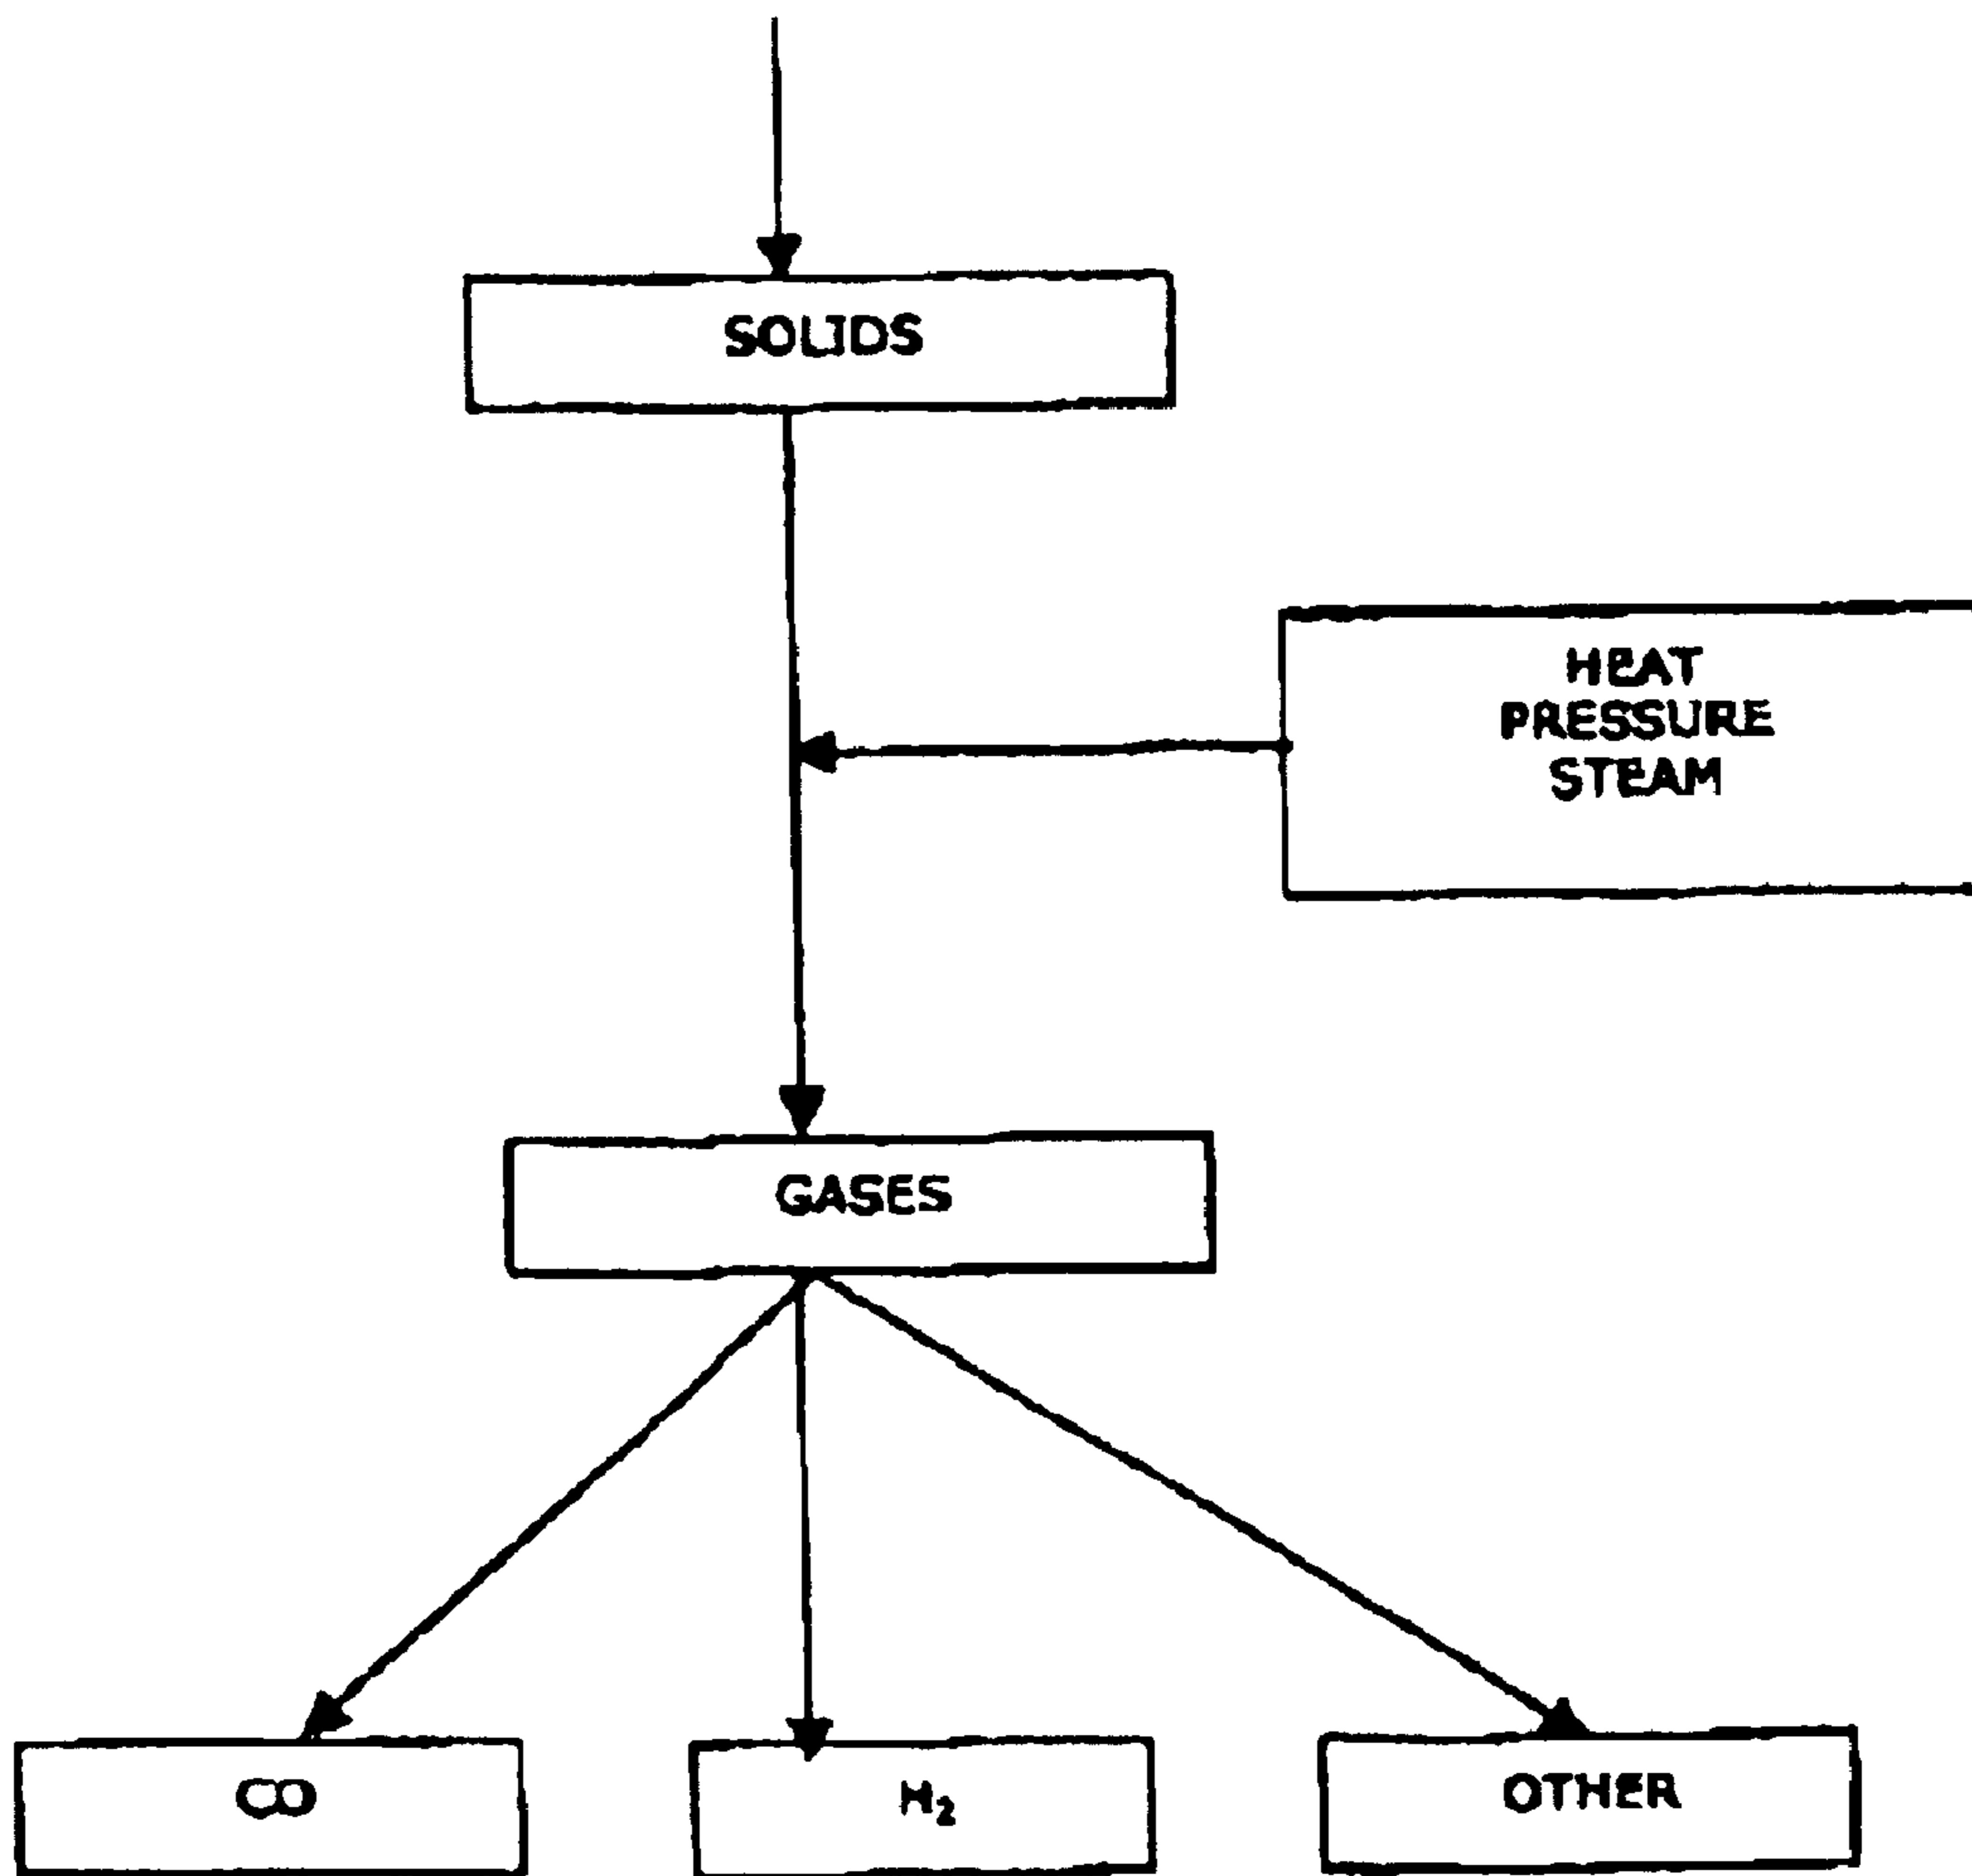 SOLIDS
HEAT
PRESSURE
STEAM
GASES
CO
H₂
OTHER